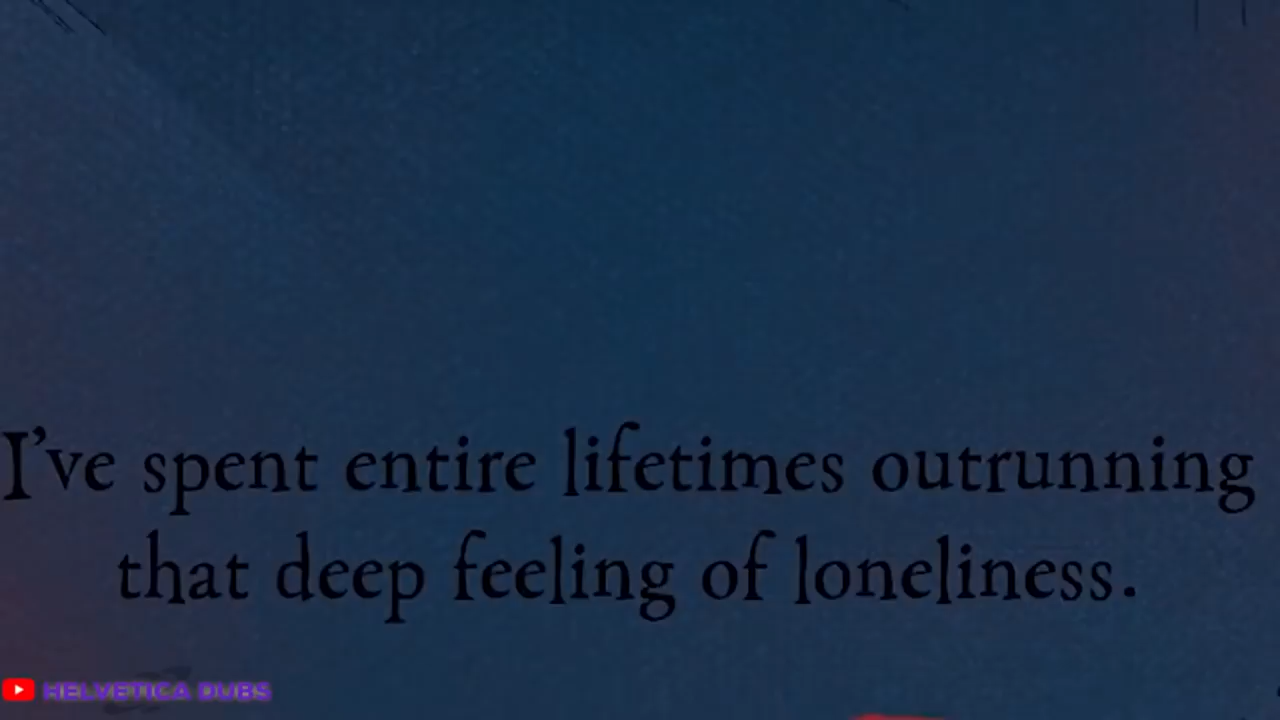 I've spent entire lifetimes outrunning
that deep feeling of loneliness.
HELVETICA DUBS